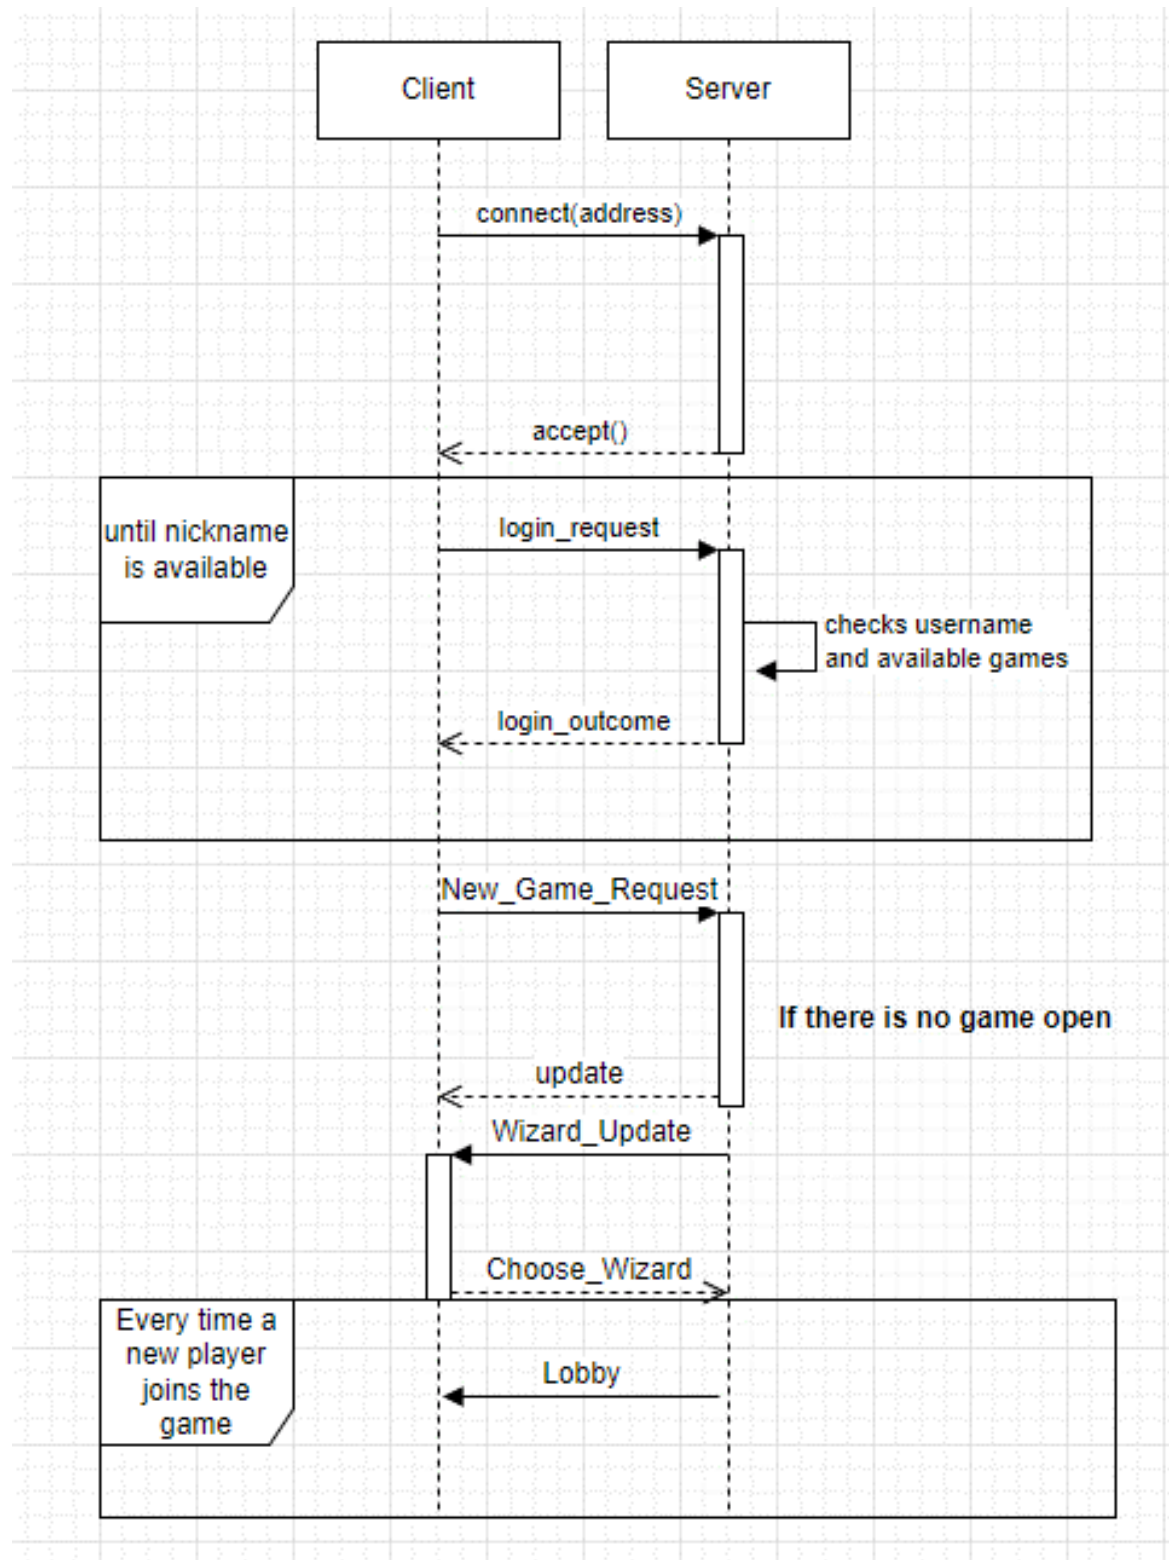 Client
Server
connect(address)
accept()
until nickname
is available
login_request
checks username
and available games
login_outcome
New_Game_Request
If there is no game open
update
Wizard_Update
Choose_Wizard
Every time a
new player
joins the
game
Lobby